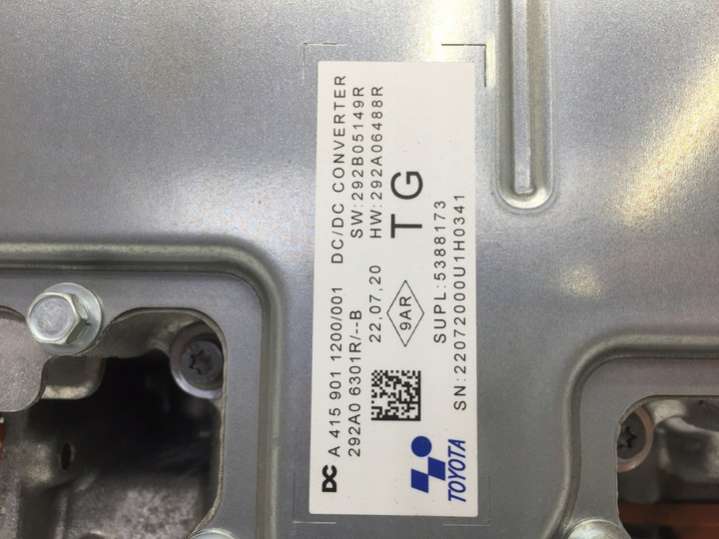 DC A 415 901 1200/001 DC/DC CONVERTER
292A0 6301R/--B SW:292B05149R
22,07,20 HW:292A06488R
9AR TG
SUPL:5388173
TOYOTA SN:22072000U1H0341